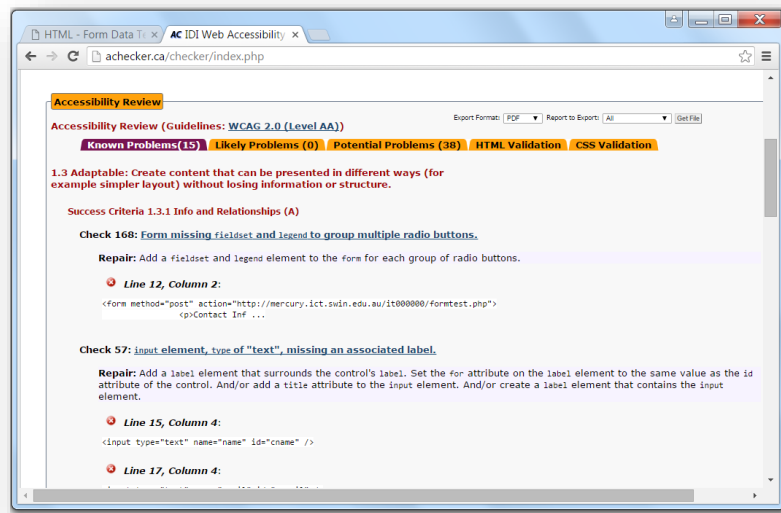 HTML - Form Data Te
AC IDI Web Accessibility
achecker.ca/checker/index.php
Accessibility Review
Export Format: PDF Report to Export: All Get File
Accessibility Review (Guidelines: WCAG 2.0 (Level AA))
Known Problems(15) Likely Problems (0) Potential Problems (38) HTML Validation CSS Validation
1.3 Adaptable: Create content that can be presented in different ways (for
example simpler layout) without losing information or structure.
Success Criteria 1.3.1 Info and Relationships (A)
Check 168: Form missing fieldset and legend to group multiple radio buttons.
Repair: Add a fieldset and legend element to the form for each group of radio buttons.
Line 12, Column 2:
<form method="post" action="http://mercury.ict.swin.edu.au/it000000/formtest.php">
<p>Contact Inf ...
Check 57: input element, type of "text", missing an associated label.
Repair: Add a label element that surrounds the control's label. Set the for attribute on the label element to the same value as the id
attribute of the control. And/or add a title attribute to the input element. And/or create a label element that contains the input
element.
Line 15, Column 4:
<input type="text" name="name" id="cname" />
Line 17, Column 4: